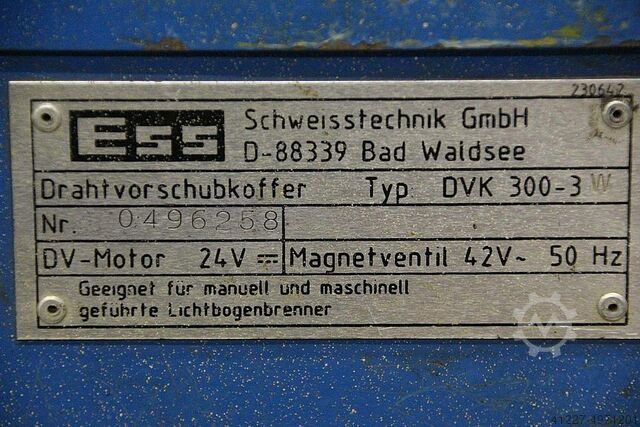 230642
Ess
Schweisstechnik GmbH
D-88339 Bad Waldsee
Drahtvorschubkoffer Typ DVK 300-3 W
Nr. 0496258
DV-Motor 24V ⎓ Magnetventil 42V~ 50 Hz
Geeignet für manuell und maschinell
geführte Lichtbogenbrenner